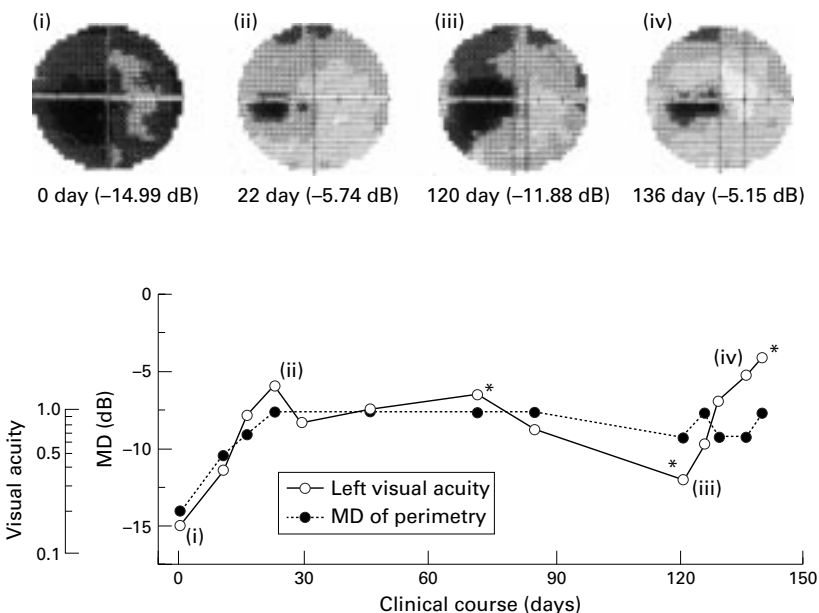 (i) (ii) (iii) (iv)
0 day (–14.99 dB) 22 day (–5.74 dB) 120 day (–11.88 dB) 136 day (–5.15 dB)
0
–5
–10
–15
MD (dB)
1.0
0.5
0.1
Visual acuity
(i)
(ii)
*
*
(iii)
(iv)
*
Left visual acuity
MD of perimetry
0 30 60 90 120 150
Clinical course (days)